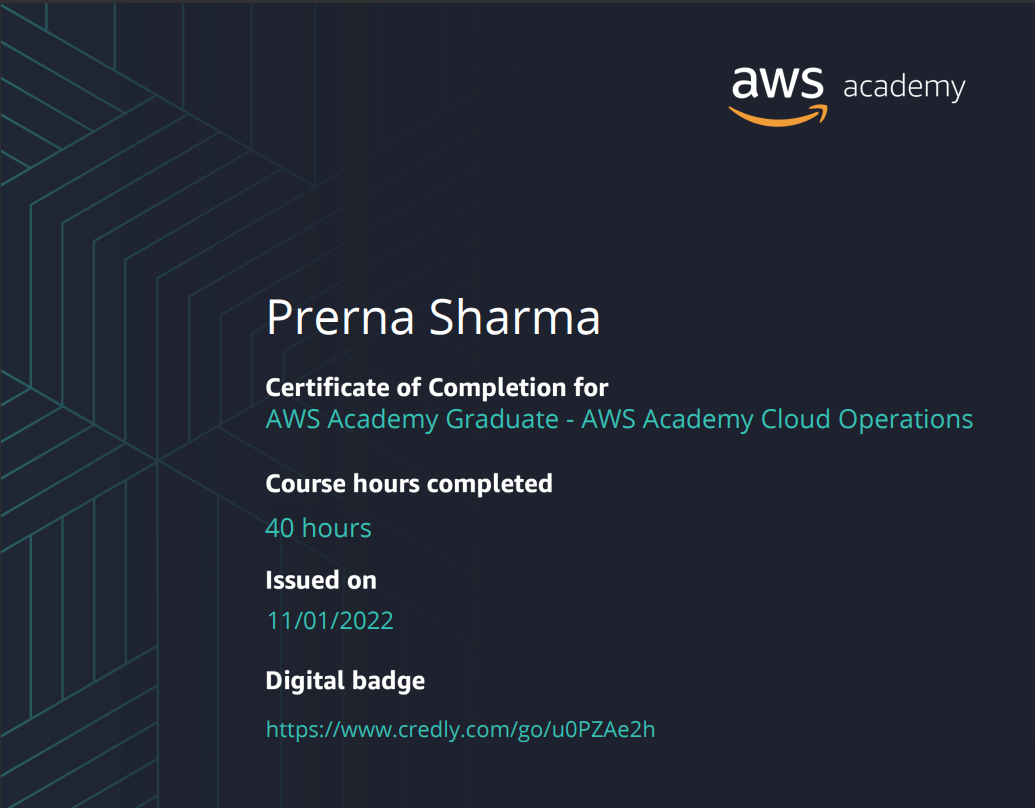 aws academy
Prerna Sharma
Certificate of Completion for
AWS Academy Graduate - AWS Academy Cloud Operations
Course hours completed
40 hours
Issued on
11/01/2022
Digital badge
https://www.credly.com/go/u0PZAe2h